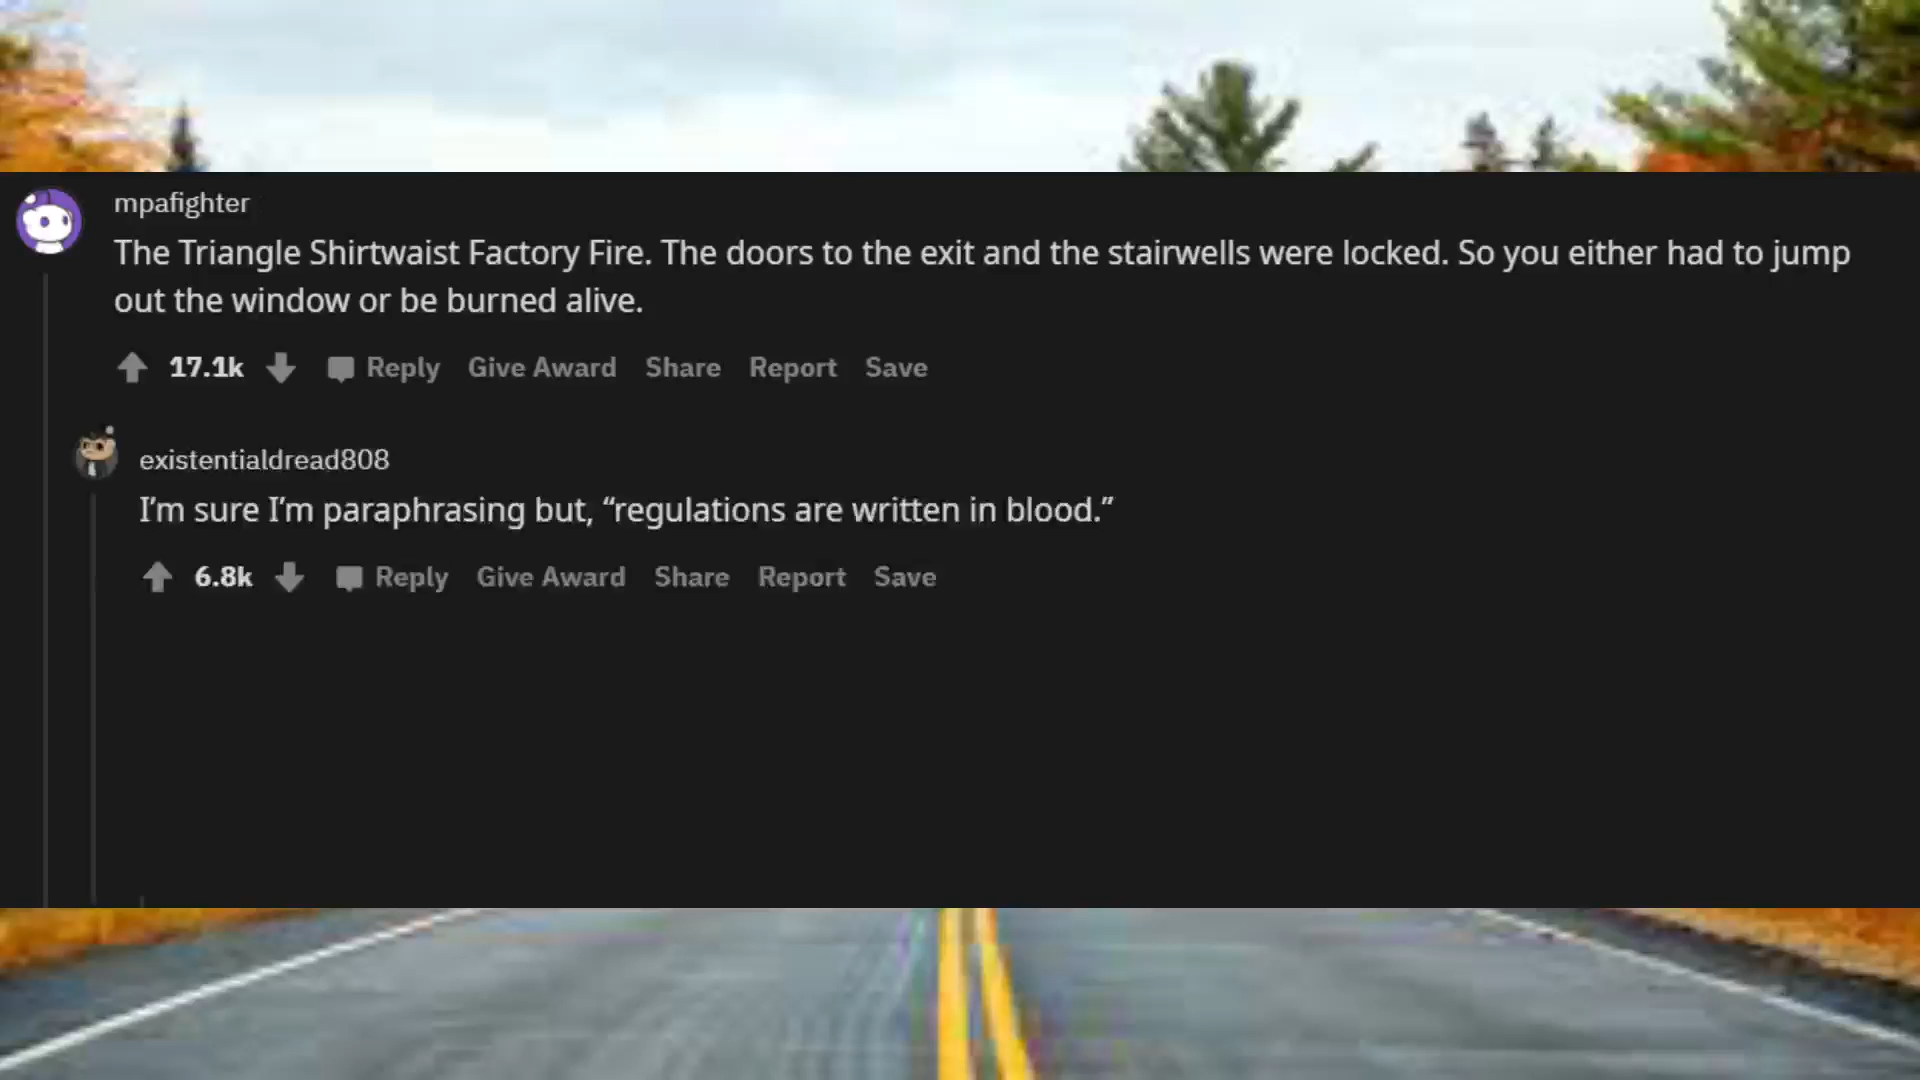 mpafighter
The Triangle Shirtwaist Factory Fire. The doors to the exit and the stairwells were locked. So you either had to jump
out the window or be burned alive.
17.1k Reply Give Award Share Report Save
existentialdread808
I’m sure I’m paraphrasing but, “regulations are written in blood.”
6.8k Reply Give Award Share Report Save